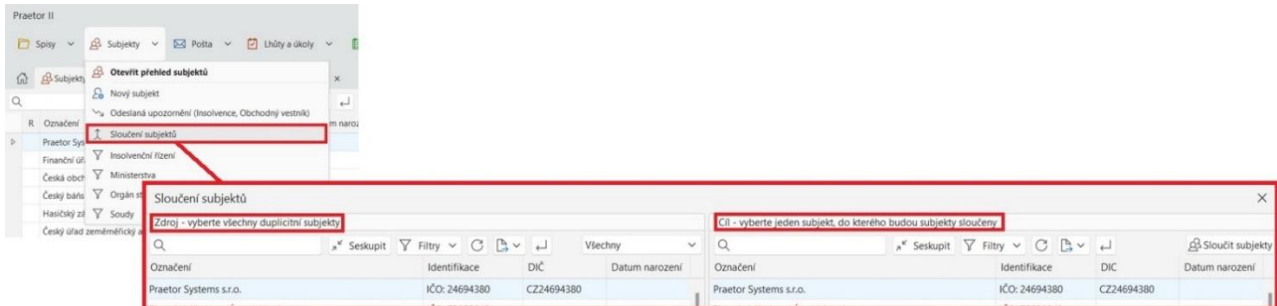 Praetor II
Spisy Subjekty Pošta Lhůty a úkoly
Subjekty
Otevřít přehled subjektů
Nový subjekt
Odeslaná upozornění (Insolvence, Obchodný vestník)
R Označení
Sloučení subjektů
Praetor Sys
Insolvenční řízení
Finanční úř
Ministerstva
Česká obch
Orgán st
Český báňs
Soudy
Hasičský zá
Český úřad zeměměřický a
Sloučení subjektů
Zdroj - vyberte všechny duplicitní subjekty
Cíl - vyberte jeden subjekt, do kterého budou subjekty sloučeny
Seskupit Filtry Všechny
Seskupit Filtry Sloučit subjekty
Označení Identifikace DIČ Datum narození
Označení Identifikace DIČ Datum narození
Praetor Systems s.r.o. IČO: 24694380 CZ24694380
Praetor Systems s.r.o. IČO: 24694380 CZ24694380